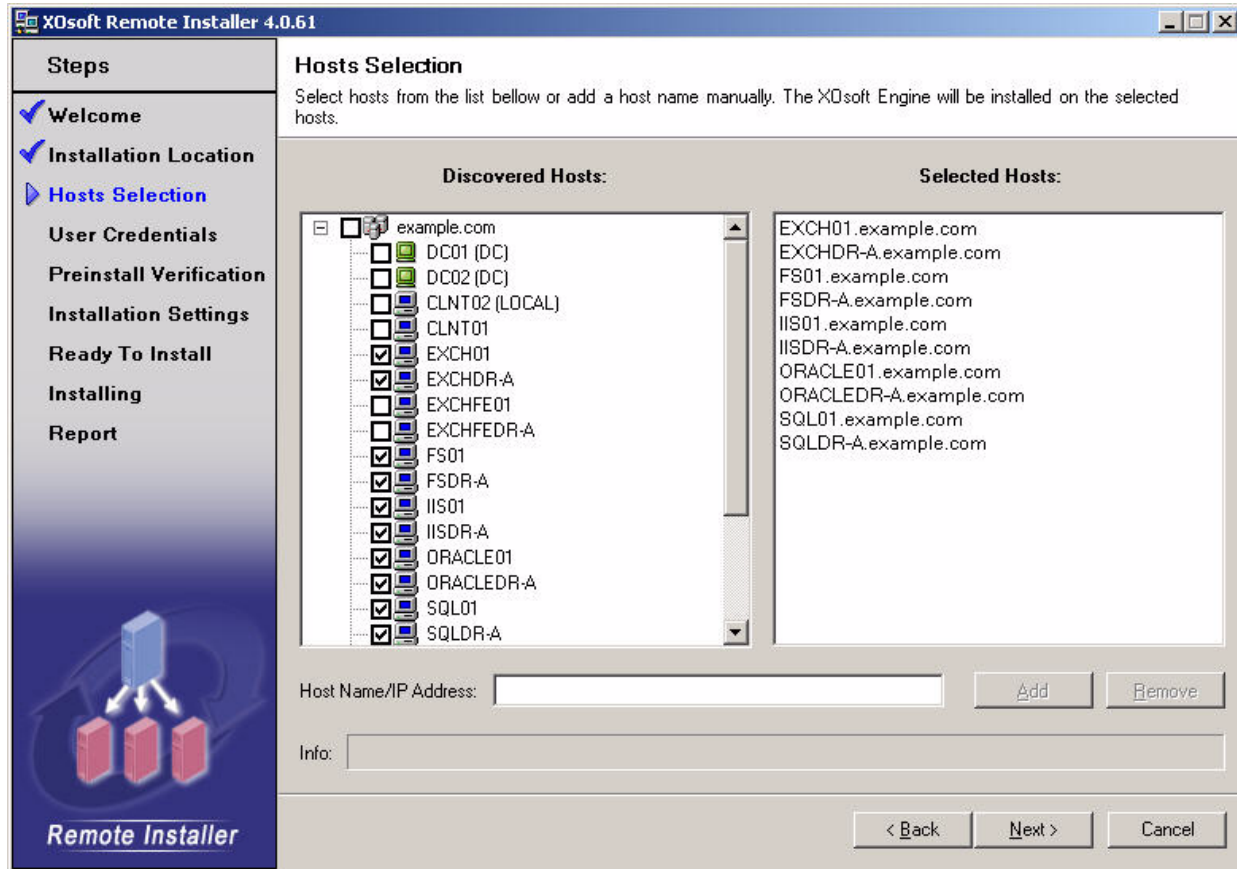 XOsoft Remote Installer 4.0.61
Steps
Welcome
Installation Location
Hosts Selection
User Credentials
Preinstall Verification
Installation Settings
Ready To Install
Installing
Report
Remote Installer
Hosts Selection
Select hosts from the list bellow or add a host name manually. The XOsoft Engine will be installed on the selected
hosts.
Discovered Hosts:
example.com
DC01 (DC)
DC02 (DC)
CLNT02 (LOCAL)
CLNT01
EXCH01
EXCHDR-A
EXCHFE01
EXCHFEDR-A
FS01
FSDR-A
IIS01
IISDR-A
ORACLE01
ORACLEDR-A
SQL01
SQLDR-A
Selected Hosts:
EXCH01.example.com
EXCHDR-A.example.com
FS01.example.com
FSDR-A.example.com
IIS01.example.com
IISDR-A.example.com
ORACLE01.example.com
ORACLEDR-A.example.com
SQL01.example.com
SQLDR-A.example.com
Host Name/IP Address:
Add
Remove
Info:
< Back
Next >
Cancel